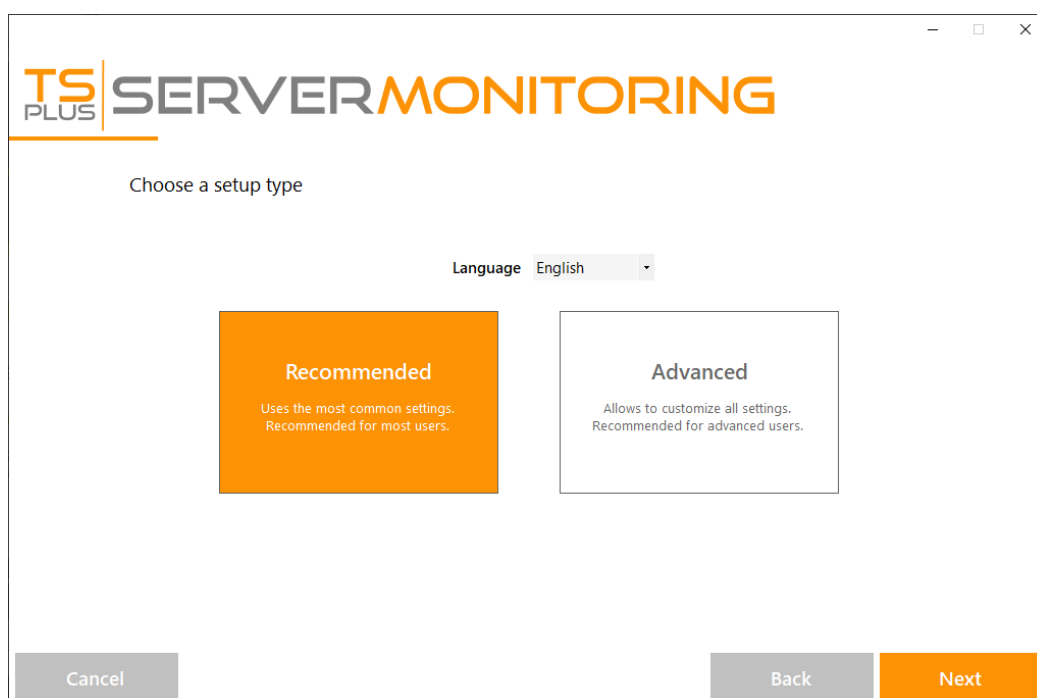 TS PLUS SERVERMONITORING
Choose a setup type
Language English
Recommended
Uses the most common settings.
Recommended for most users.
Advanced
Allows to customize all settings.
Recommended for advanced users.
Cancel
Back
Next